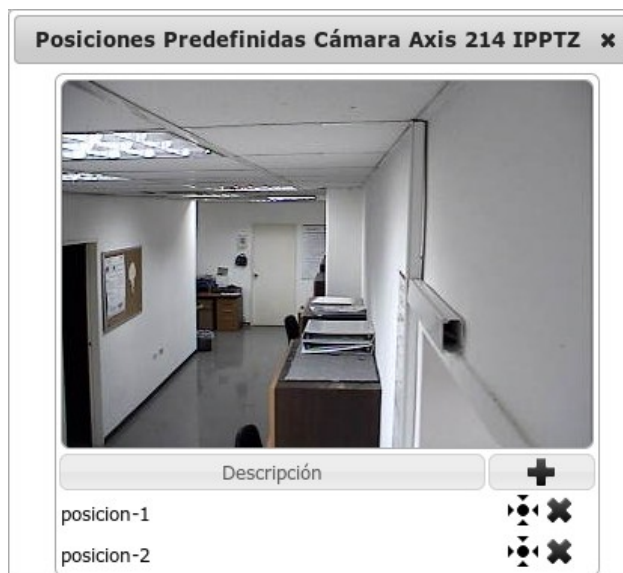 Posiciones Predefinidas Cámara Axis 214 IPPTZ
Descripción
posicion-1
posicion-2